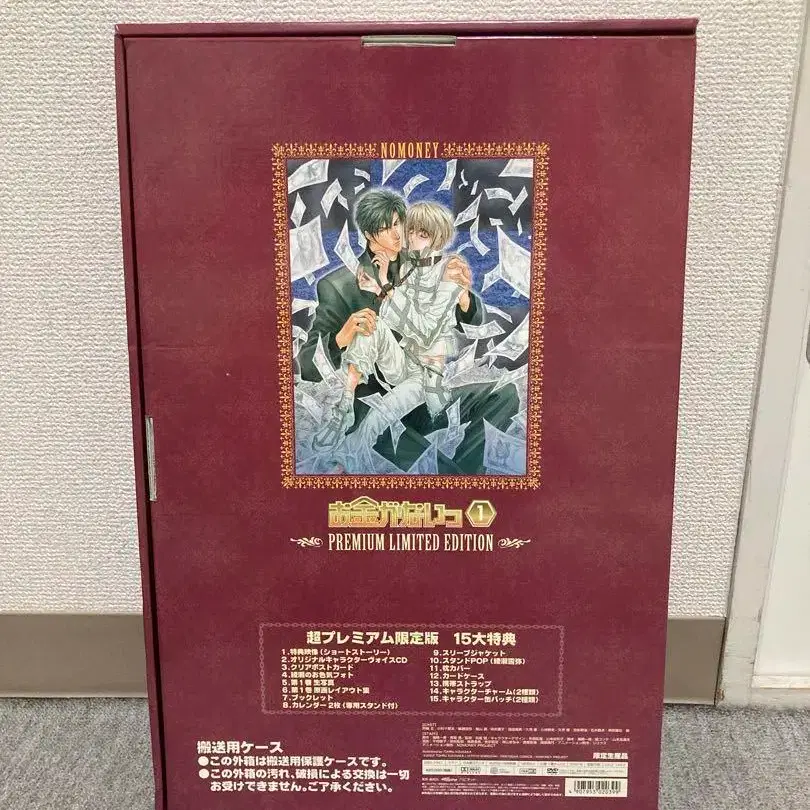 NOMONEY
お金がないっ 1
PREMIUM LIMITED EDITION
超プレミアム限定版 15大特典
1. 特典映像（ショートストーリー）
2. オリジナルキャラクターヴォイスCD
3. クリアポストカード
4. 綾瀬のお色気フォト
5. 第1巻 生写真
6. 第1巻 原画レイアウト集
7. ブックレット
8. カレンダー 2枚（専用スタンド付）
9. スリーブジャケット
10. スタンドPOP（綾瀬雪弥）
11. 枕カバー
12. カードケース
13. 携帯ストラップ
14. キャラクターチャーム（2種類）
15. キャラクター缶バッチ（2種類）
搬送用ケース
●この外箱は搬送用保護ケースです。
●この外箱の汚れ、破損による交換は一切
お受けできません。ご了承ください。
限定生産品
4907953020399